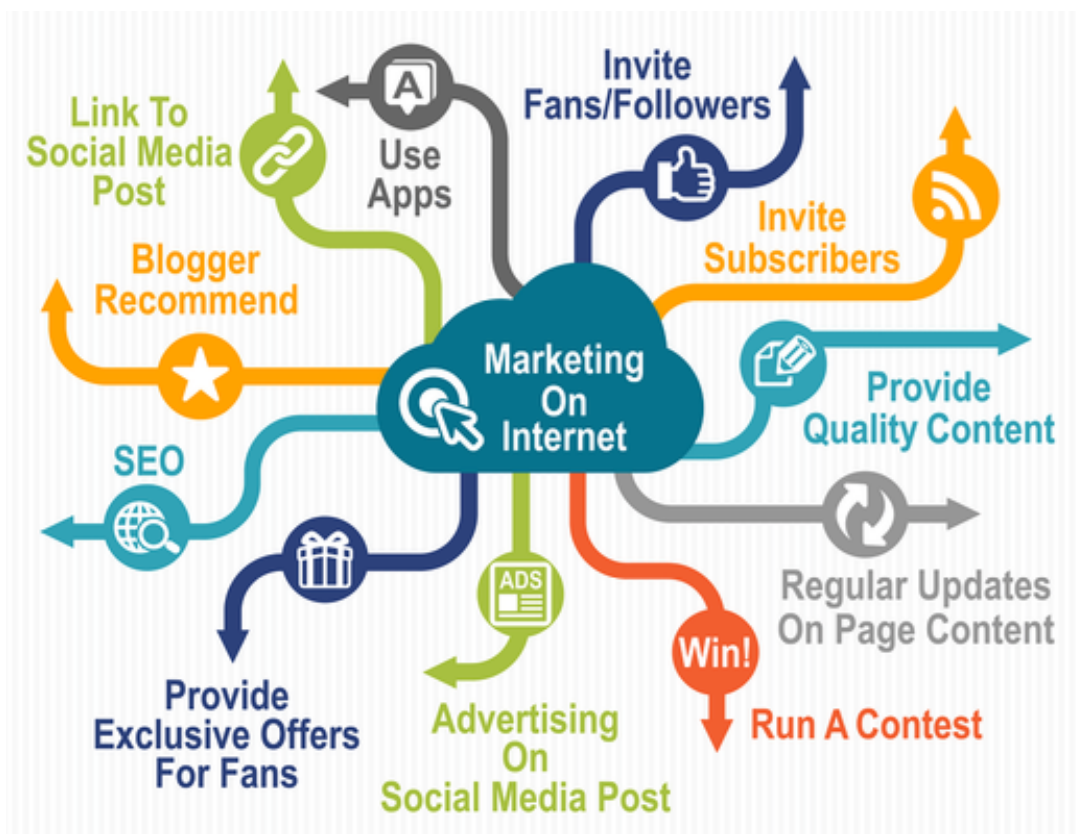 Marketing
On
Internet
A
Use
Apps
Invite
Fans/Followers
Invite
Subscribers
Provide
Quality Content
Regular Updates
On Page Content
Win!
Run A Contest
ADS
Advertising
On
Social Media Post
Provide
Exclusive Offers
For Fans
SEO
Blogger
Recommend
Link To
Social Media
Post